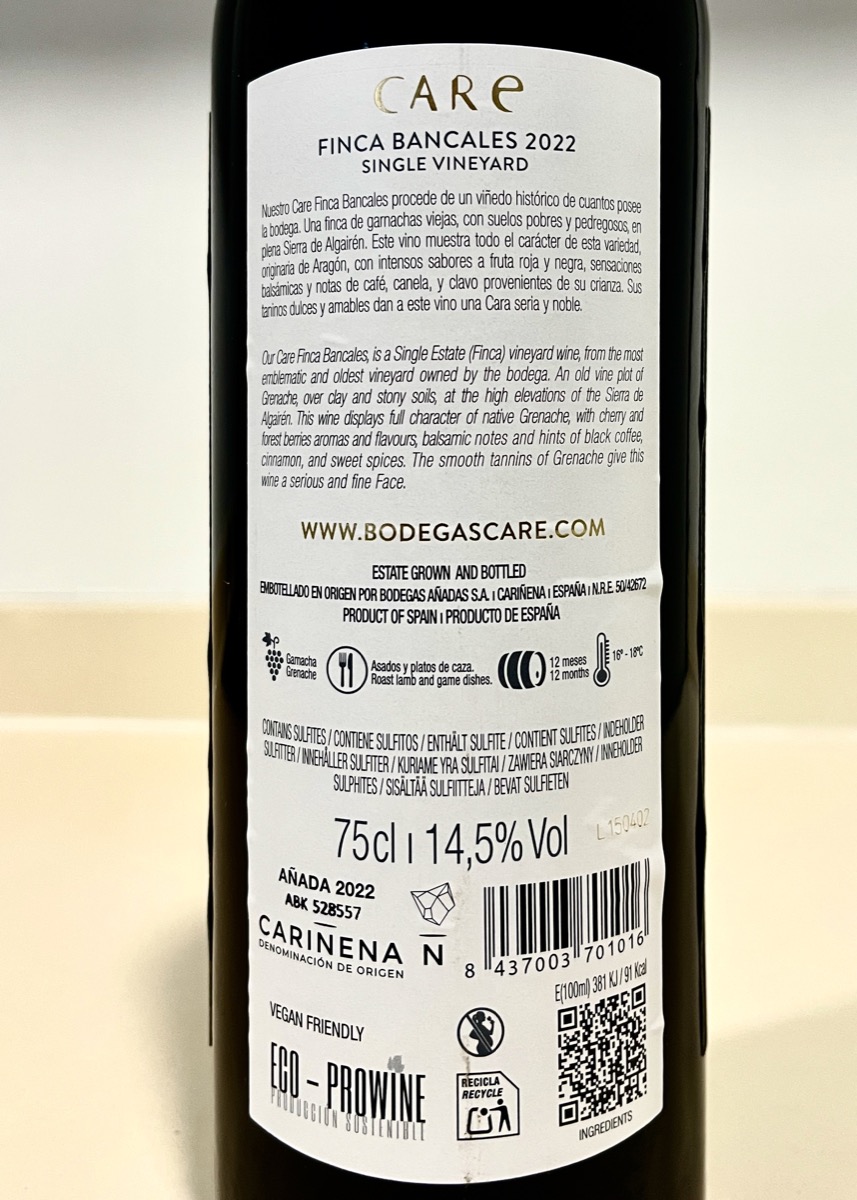 CARe
FINCA BANCALES 2022
SINGLE VINEYARD
Nuestro Care Finca Bancales procede de un viñedo histórico de cuantos posee
la bodega. Una finca de garnachas viejas, con suelos pobres y pedregosos, en
plena Sierra de Algairén. Este vino muestra todo el carácter de esta variedad,
originaria de Aragón, con intensos sabores a fruta roja y negra, sensaciones
balsámicas y notas de café, canela, y clavo provenientes de su crianza. Sus
taninos dulces y amables dan a este vino una Cara seria y noble.
Our Care Finca Bancales, is a Single Estate (Finca) vineyard wine, from the most
emblematic and oldest vineyard owned by the bodega. An old vine plot of
Grenache, over clay and stony soils, at the high elevations of the Sierra de
Algairén. This wine displays full character of native Grenache, with cherry and
forest berries aromas and flavours, balsamic notes and hints of black coffee,
cinnamon, and sweet spices. The smooth tannins of Grenache give this
wine a serious and fine Face.
WWW.BODEGASCARE.COM
ESTATE GROWN AND BOTTLED
EMBOTELLADO EN ORIGEN POR BODEGAS AÑADAS S.A. | CARIÑENA | ESPAÑA | N.R.E. 50/42672
PRODUCT OF SPAIN | PRODUCTO DE ESPAÑA
Garnacha
Grenache
Asados y platos de caza.
Roast lamb and game dishes.
12 meses
12 months
16º - 18ºC
CONTAINS SULFITES / CONTIENE SULFITOS / ENTHÄLT SULFITE / CONTIENT SULFITES / INDEHOLDER
SULFITTER / INNEHÅLLER SULFITER / KURIAME YRA SULFITAI / ZAWIERA SIARCZYNY / INNEHOLDER
SULPHITES / SISÄLTÄÄ SULFIITTEJA / BEVAT SULFIETEN
75cl | 14,5% Vol
L 150402
AÑADA 2022
ABK 528557
CARIÑENA
DENOMINACIÓN DE ORIGEN
Ñ
8 437003 701016
E(100ml) 381 KJ / 91 Kcal
VEGAN FRIENDLY
ECO - PROWINE
PRODUCCIÓN SOSTENIBLE
RECICLA
RECYCLE
INGREDIENTS